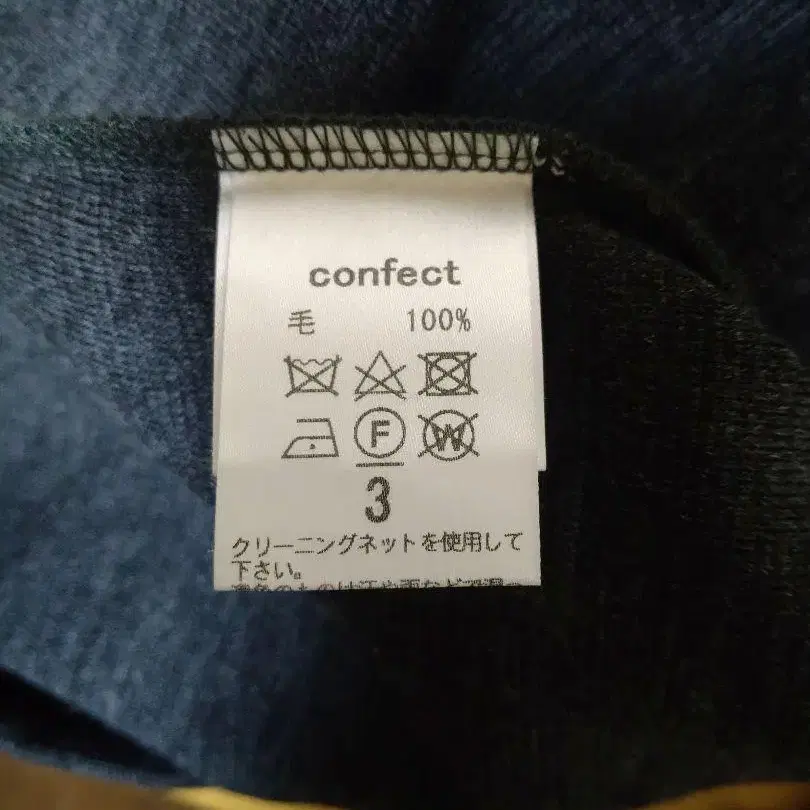 confect
毛 100%
F W
3
クリーニングネットを使用して
下さい。